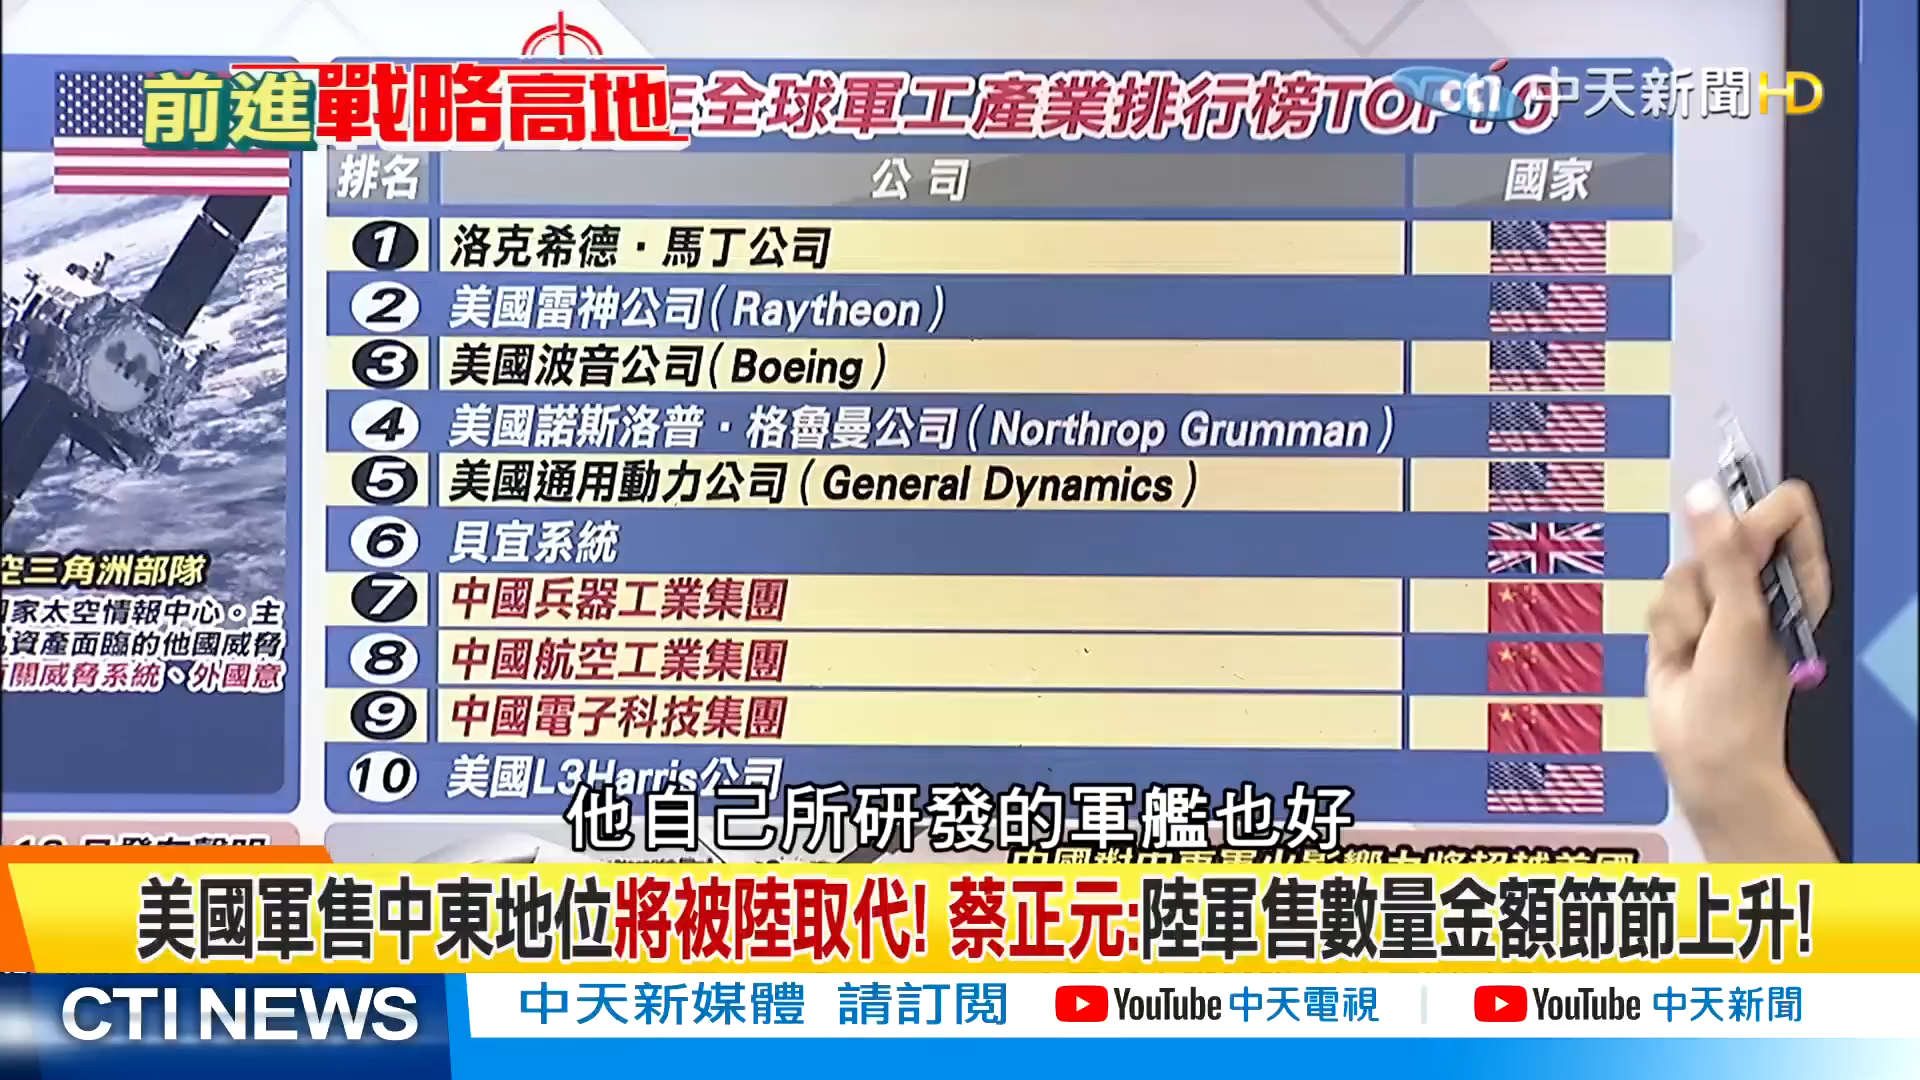 前進戰略高地
年全球軍工產業排行榜TOP10
cti 中天新聞HD
排名 公司 國家
1 洛克希德·馬丁公司
2 美國雷神公司(Raytheon)
3 美國波音公司(Boeing)
4 美國諾斯洛普·格魯曼公司(Northrop Grumman)
5 美國通用動力公司(General Dynamics)
6 貝宜系統
7 中國兵器工業集團
8 中國航空工業集團
9 中國電子科技集團
10 美國L3Harris公司
空三角洲部隊
國家太空情報中心。主
資產面臨的他國威脅
關威脅系統、外國意
他自己所研發的軍艦也好
美國軍售中東地位將被陸取代! 蔡正元:陸軍售數量金額節節上升!
CTI NEWS
中天新媒體 請訂閱 YouTube 中天電視 | YouTube 中天新聞